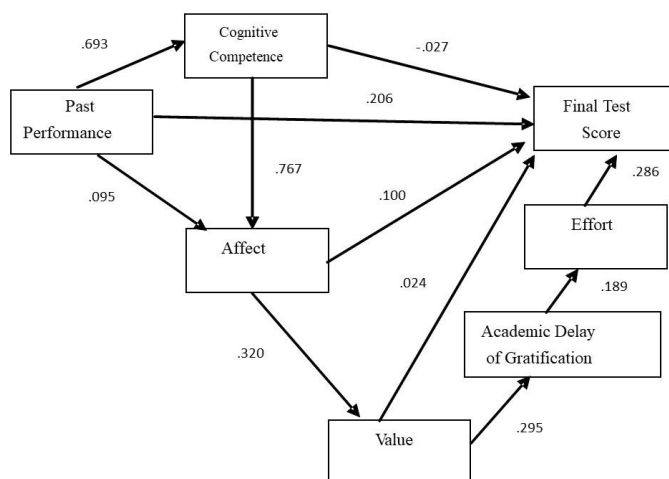 Cognitive
Competence
.693
-.027
Past
Performance
.206
Final Test
Score
.095
.767
.100
.286
Affect
Effort
.024
.189
.320
Academic Delay
of Gratification
Value
.295